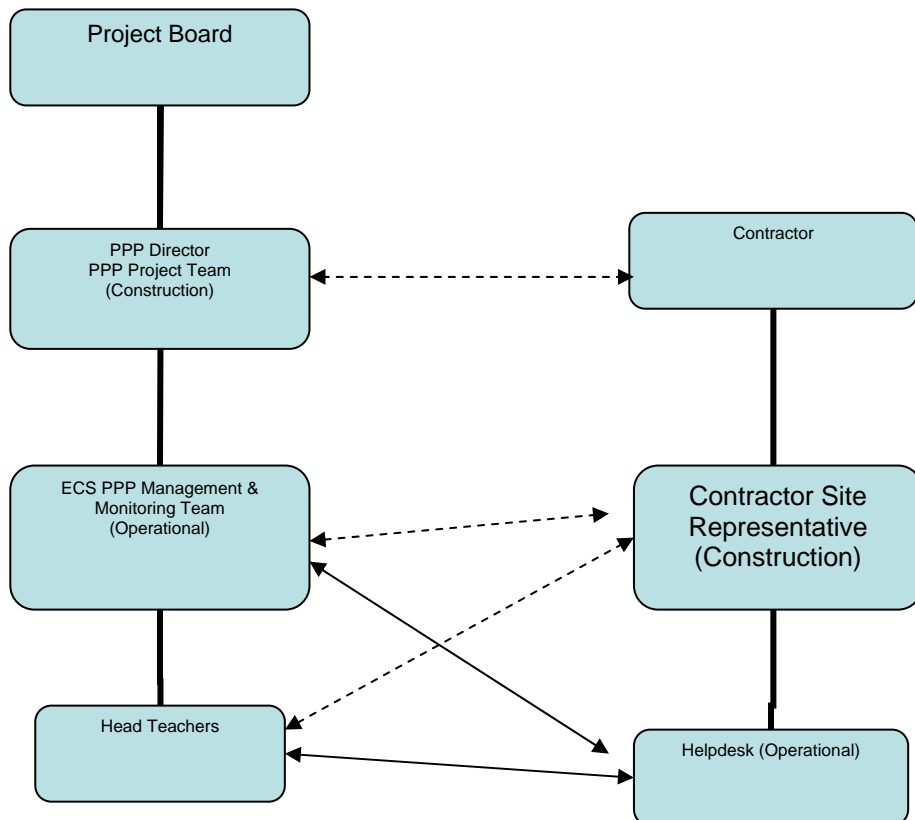 Project Board
PPP Director
PPP Project Team
(Construction)
Contractor
ECS PPP Management &
Monitoring Team
(Operational)
Contractor Site
Representative
(Construction)
Head Teachers
Helpdesk (Operational)